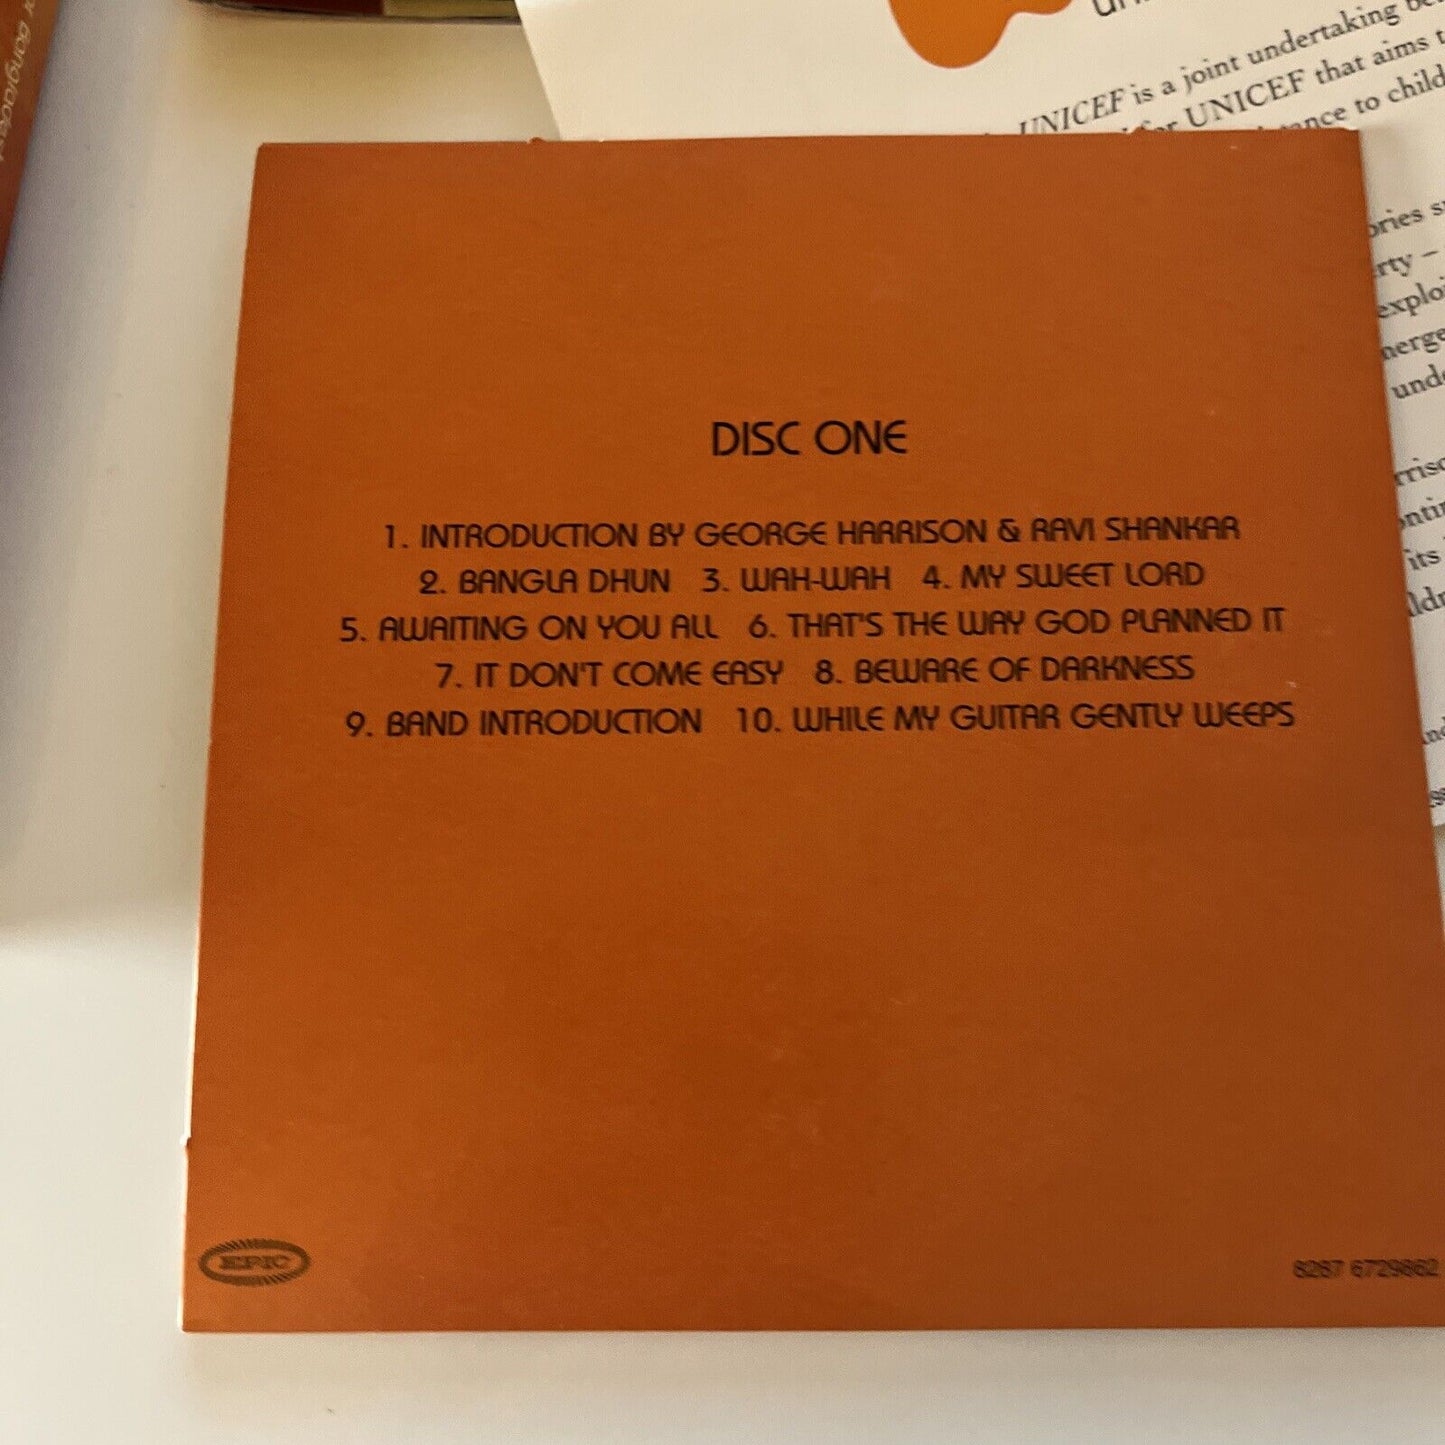 UNICEF is a joint undertaking
for UNICEF that aims
to child
DISC ONE
1. INTRODUCTION BY GEORGE HARRISON & RAVI SHANKAR
2. BANGLA DHUN 3. WAH-WAH 4. MY SWEET LORD
5. AWAITING ON YOU ALL 6. THAT'S THE WAY GOD PLANNED IT
7. IT DON'T COME EASY 8. BEWARE OF DARKNESS
9. BAND INTRODUCTION 10. WHILE MY GUITAR GENTLY WEEPS
EPIC
8287 6729862